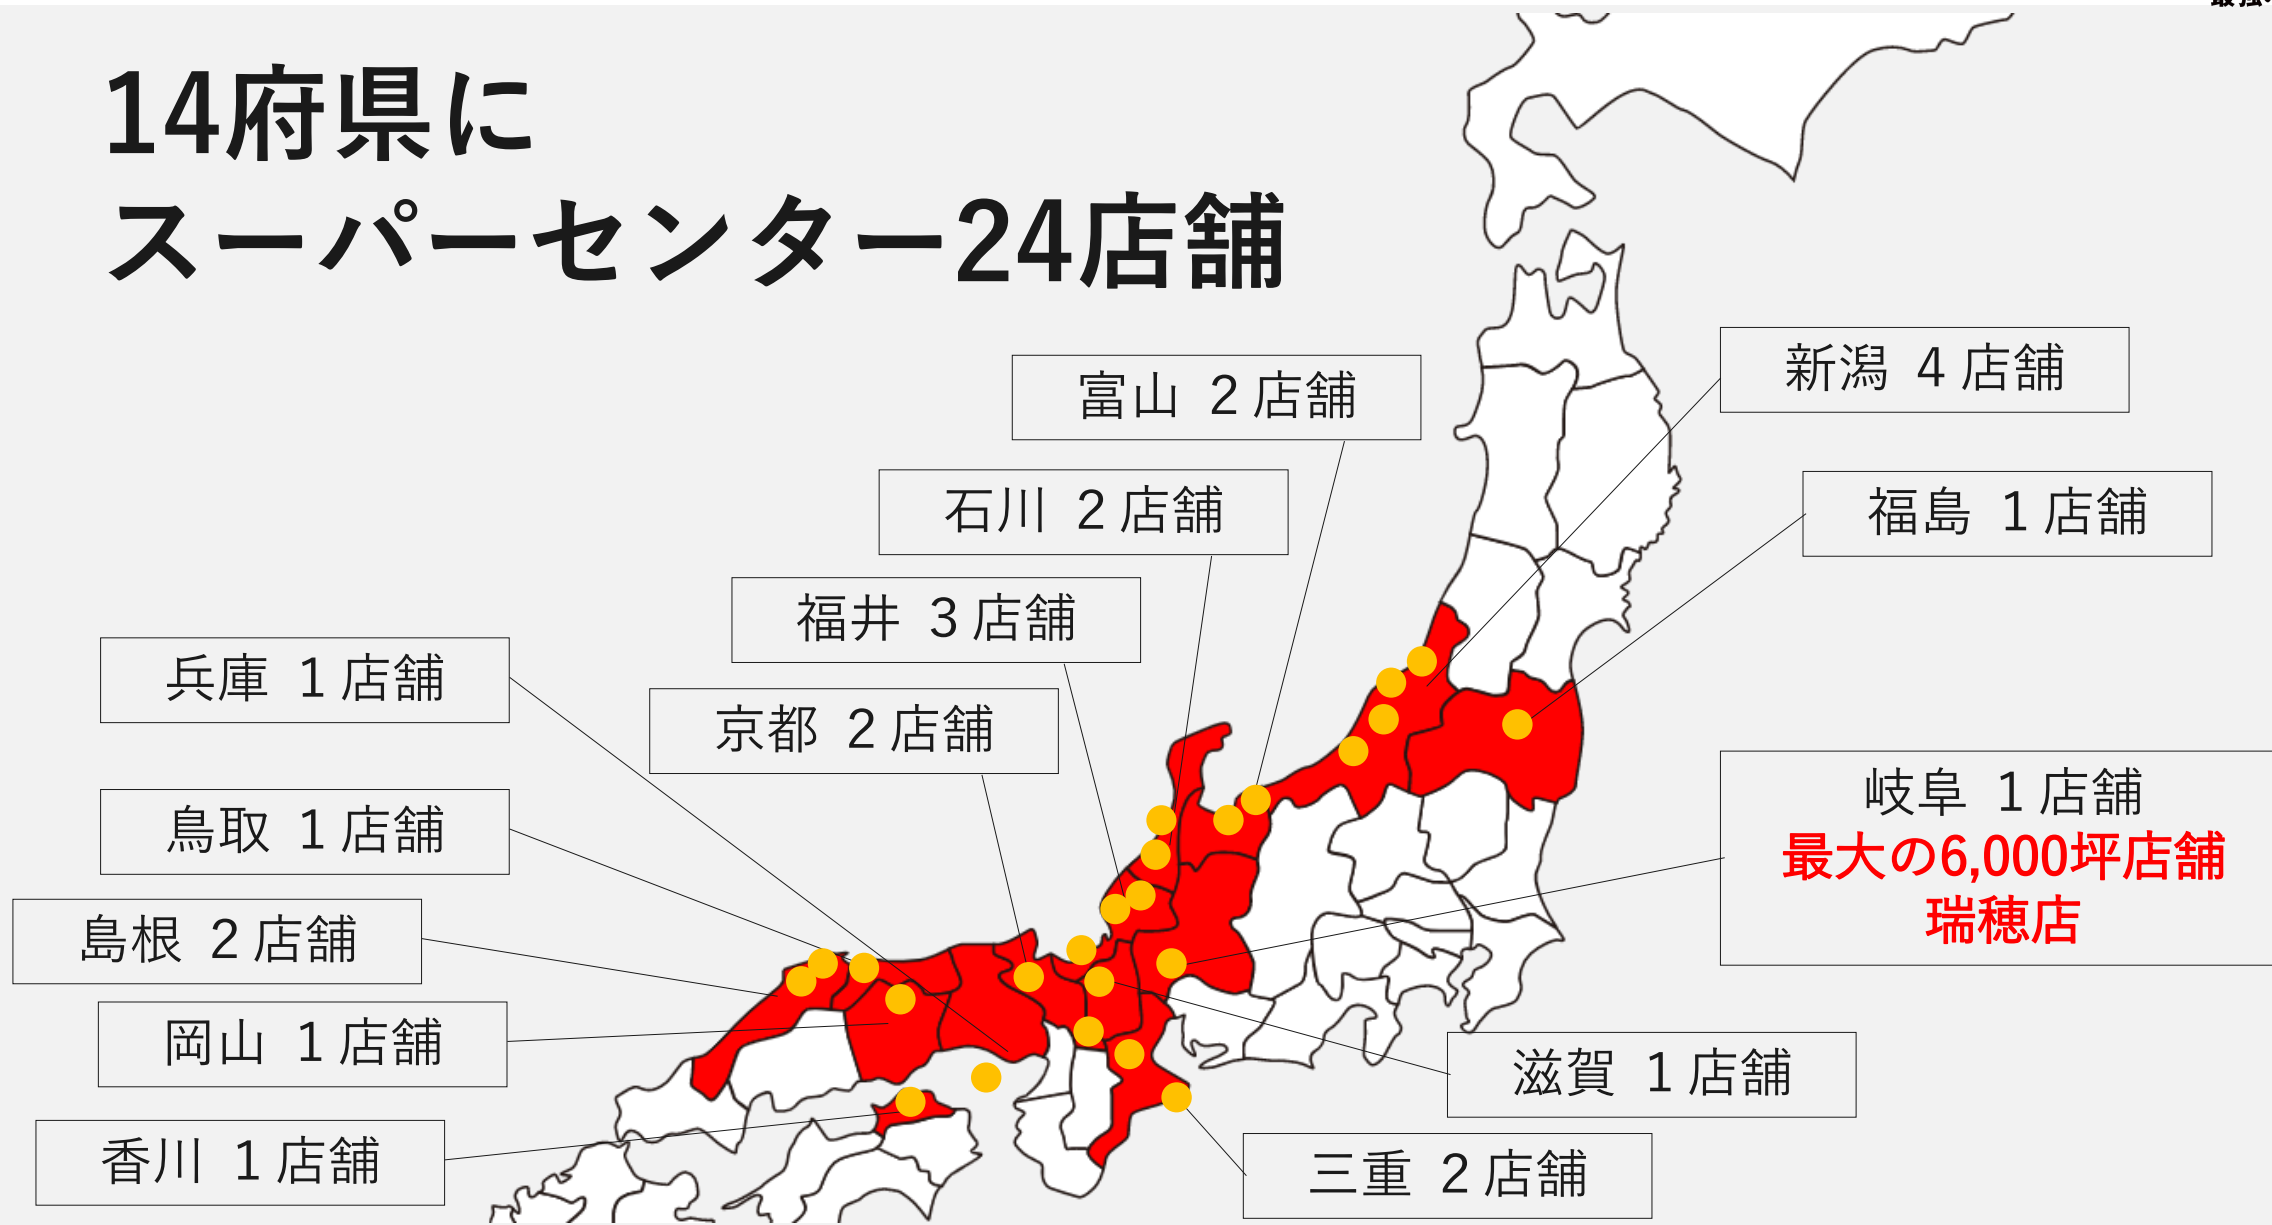 14府県に
スーパーセンター24店舗
富山 2店舗
新潟 4店舗
石川 2店舗
福島 1店舗
福井 3店舗
兵庫 1店舗
京都 2店舗
岐阜 1店舗
最大の6,000坪店舗
瑞穂店
鳥取 1店舗
島根 2店舗
岡山 1店舗
滋賀 1店舗
香川 1店舗
三重 2店舗